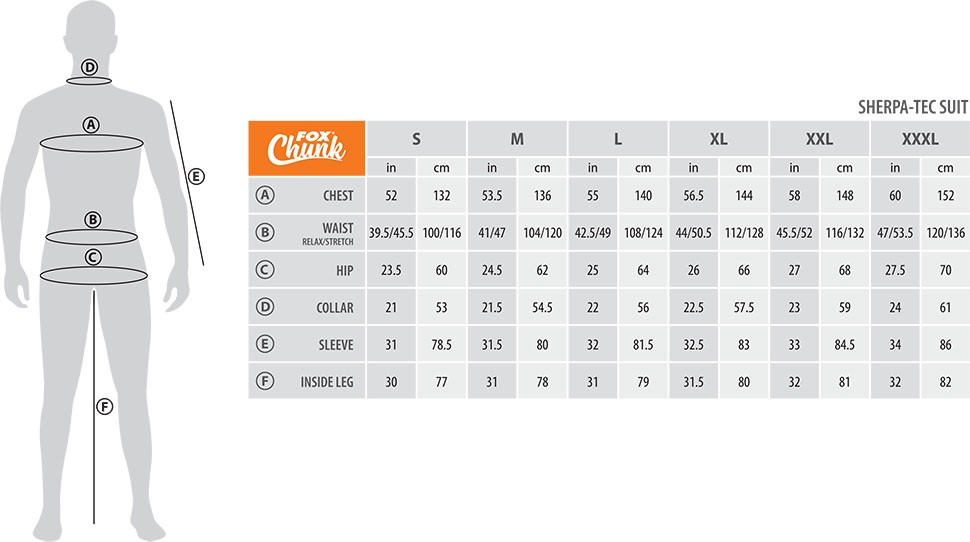 SHERPA-TEC SUIT
FOX Chunk S M L XL XXL XXXL
in cm in cm in cm in cm in cm in cm
A CHEST 52 132 53.5 136 55 140 56.5 144 58 148 60 152
B WAIST 39.5/45.5 100/116 41/47 104/120 42.5/49 108/124 44/50.5 112/128 45.5/52 116/132 47/53.5 120/136
RELAX/STRETCH
C HIP 23.5 60 24.5 62 25 64 26 66 27 68 27.5 70
D COLLAR 21 53 21.5 54.5 22 56 22.5 57.5 23 59 24 61
E SLEEVE 31 78.5 31.5 80 32 81.5 32.5 83 33 84.5 34 86
F INSIDE LEG 30 77 31 78 31 79 31.5 80 32 81 32 82
D
A
E
B
C
F